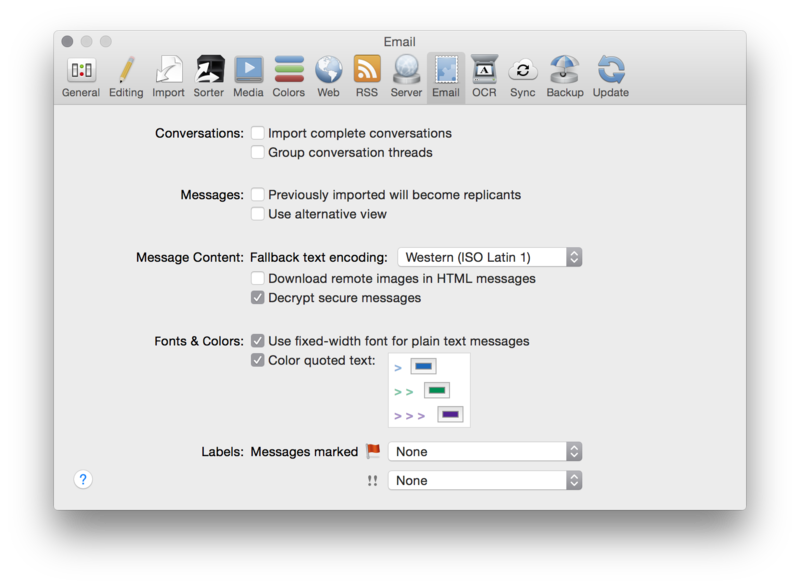 Email
General Editing Import Sorter Media Colors Web RSS Server Email OCR Sync Backup Update
Conversations: Import complete conversations
Group conversation threads
Messages: Previously imported will become replicants
Use alternative view
Message Content: Fallback text encoding: Western (ISO Latin 1)
Download remote images in HTML messages
Decrypt secure messages
Fonts & Colors: Use fixed-width font for plain text messages
Color quoted text:
>
> >
> > >
Labels: Messages marked None
? !! None